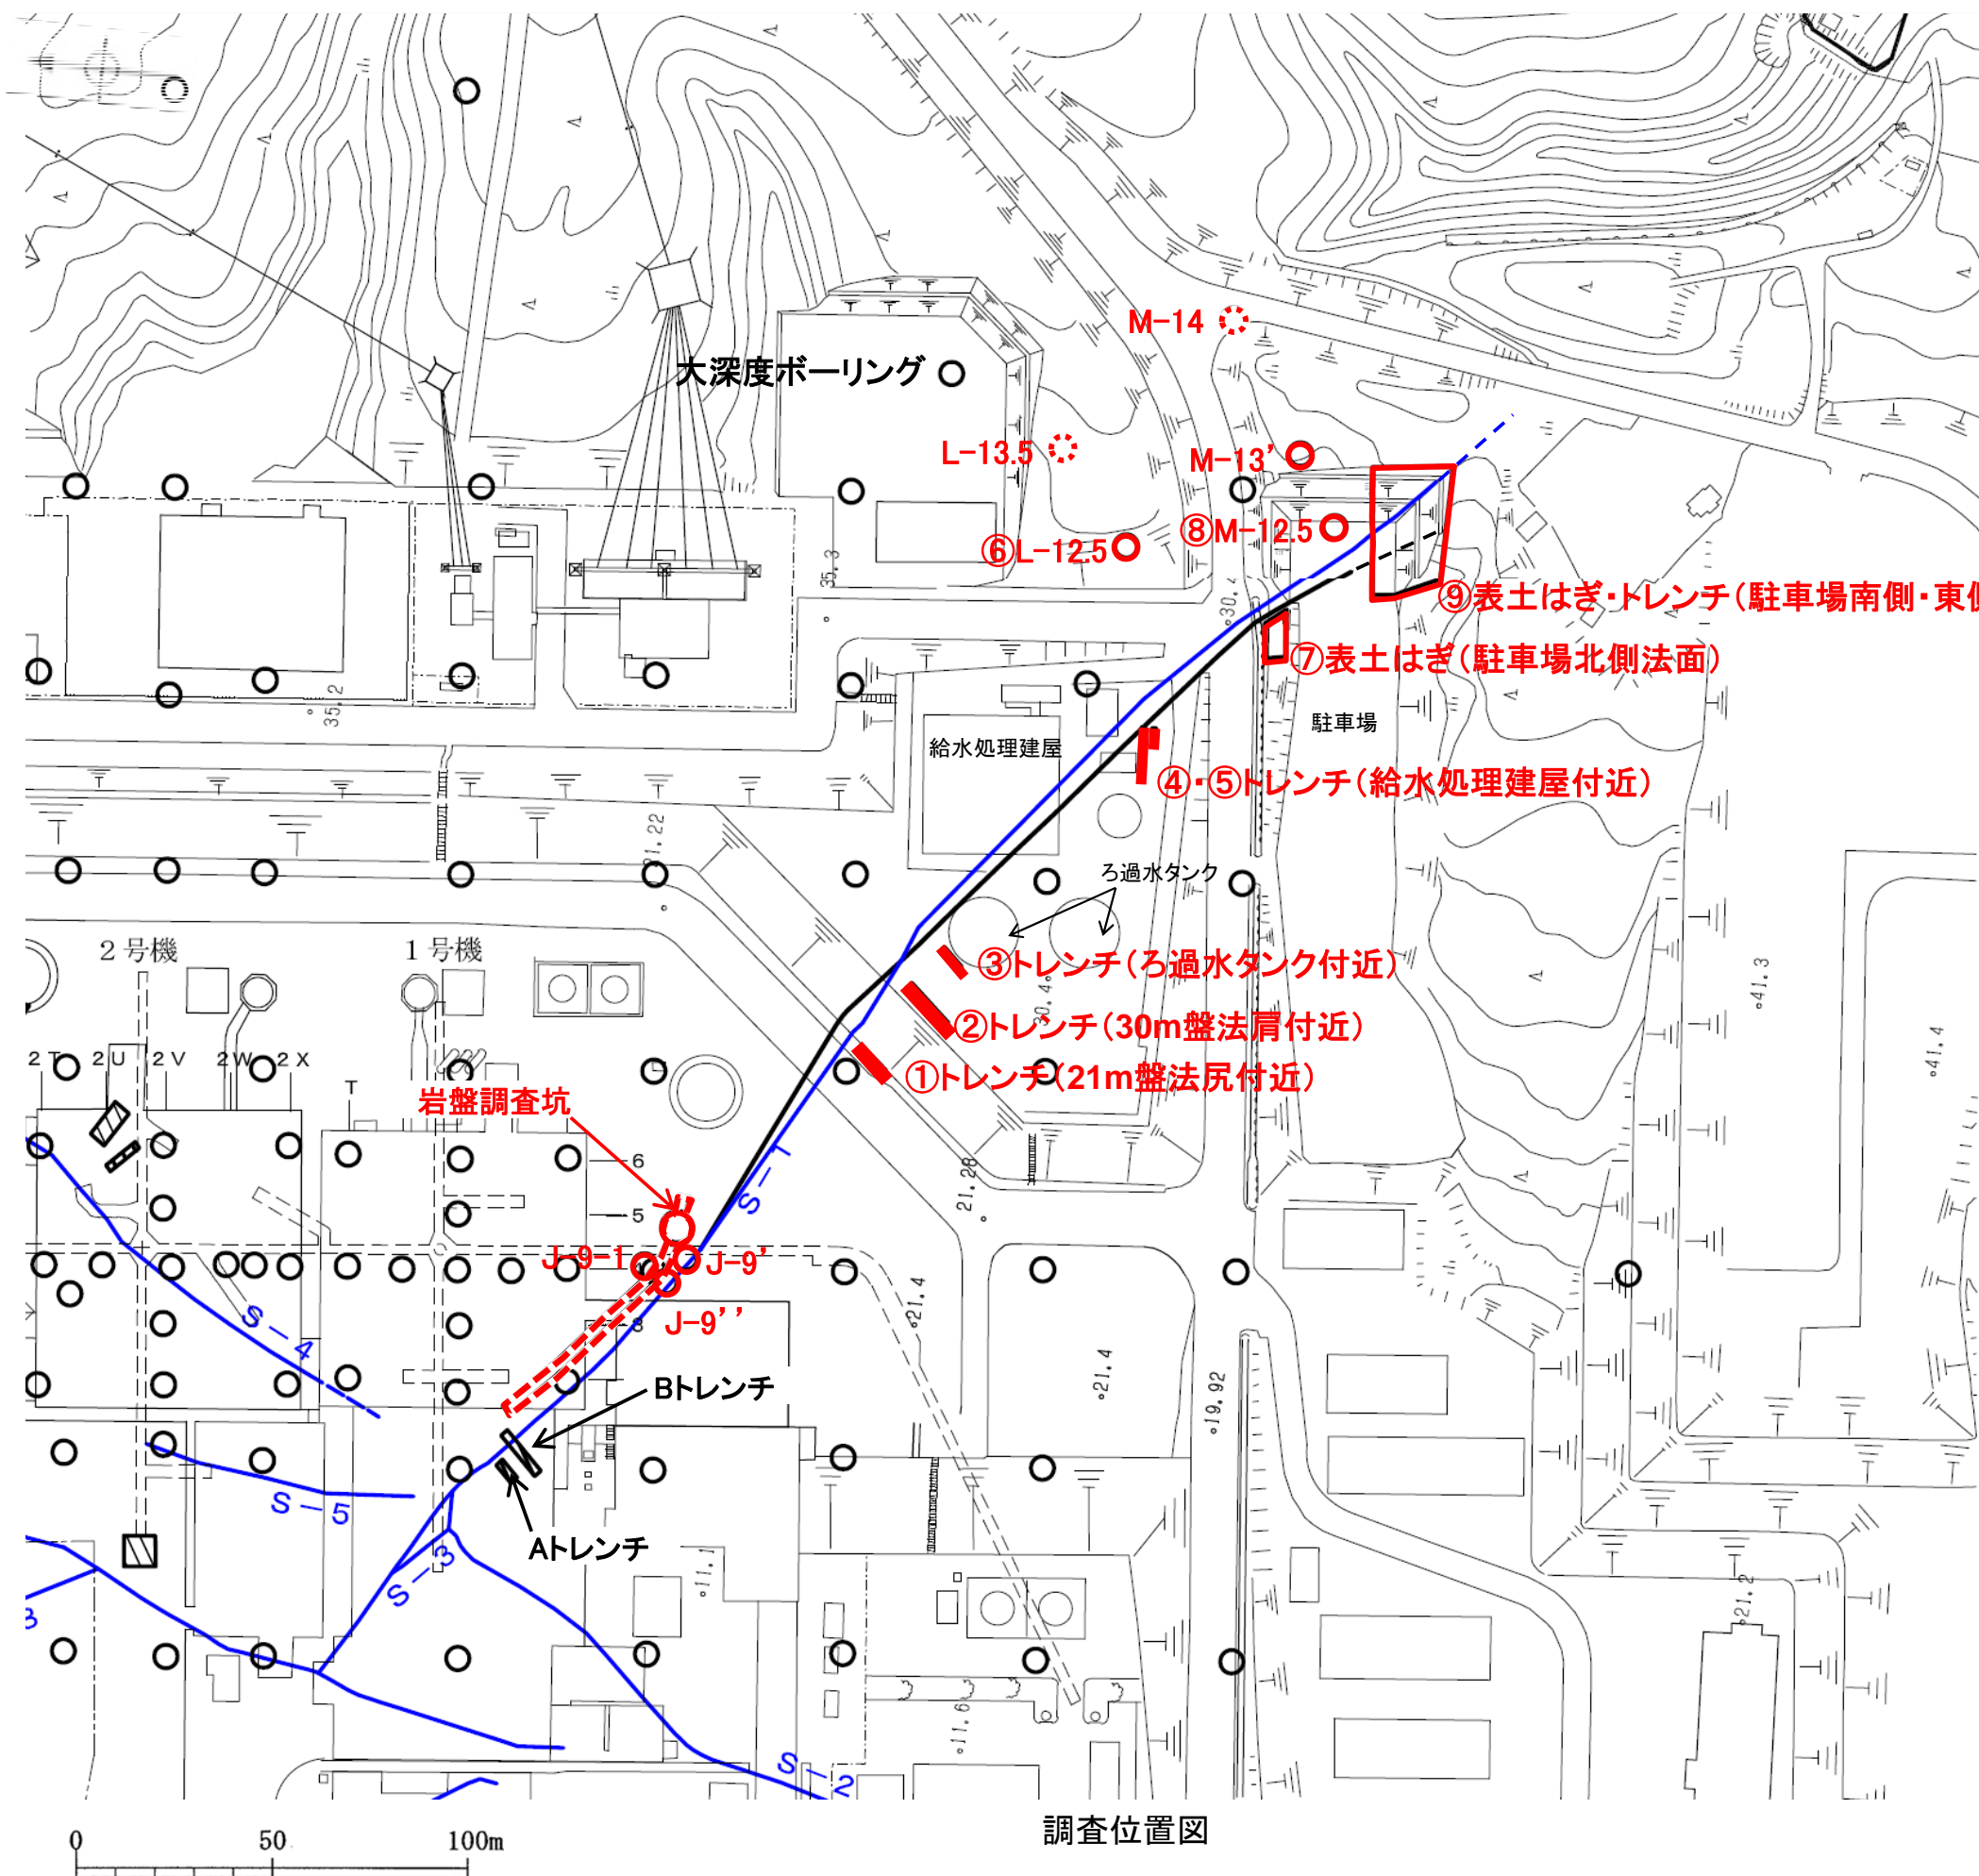 M-14
大深度ボーリング
L-13.5
M-13’
⑧M-12.5
⑥L-12.5
35.3
30.
⑨表土はぎ・トレンチ(駐車場南側・東側
⑦表土はぎ(駐車場北側法面)
35.2
駐車場
給水処理建屋
④・⑤トレンチ(給水処理建屋付近)
21.22
ろ過水タンク
2号機
1号機
③トレンチ(ろ過水タンク付近)
41.3
30.4
②トレンチ(30m盤法肩付近)
41.4
2T 2U 2V 2W 2X
T
①トレンチ(21m盤法尻付近)
岩盤調査坑
6
S-1
21.28
5
J-9-1
J-9’
4
21.4
S-4
J-9’’
3
21.4
19.92
Bトレンチ
S-5
Aトレンチ
S-3
11.1
21.2
3
11.6
S-2
調査位置図
0 50 100m